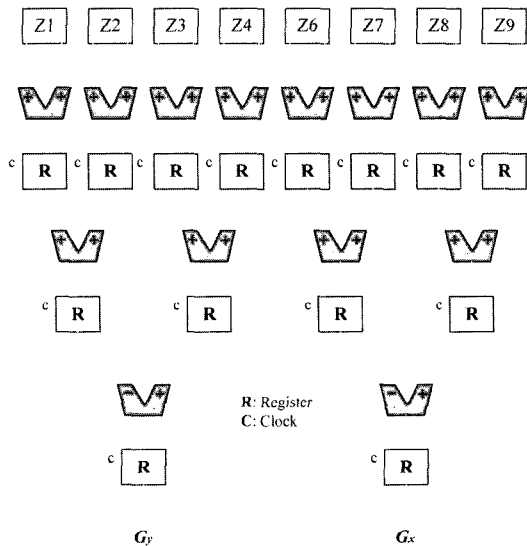 Z1 Z2 Z3 Z4 Z6 Z7 Z8 Z9
+ + + + + + + + + + + + + + + +
c R c R c R c R c R c R c R c R
+ + + + + + + +
c R c R c R c R
- + - +
R: Register
C: Clock
c R c R
Gy Gx